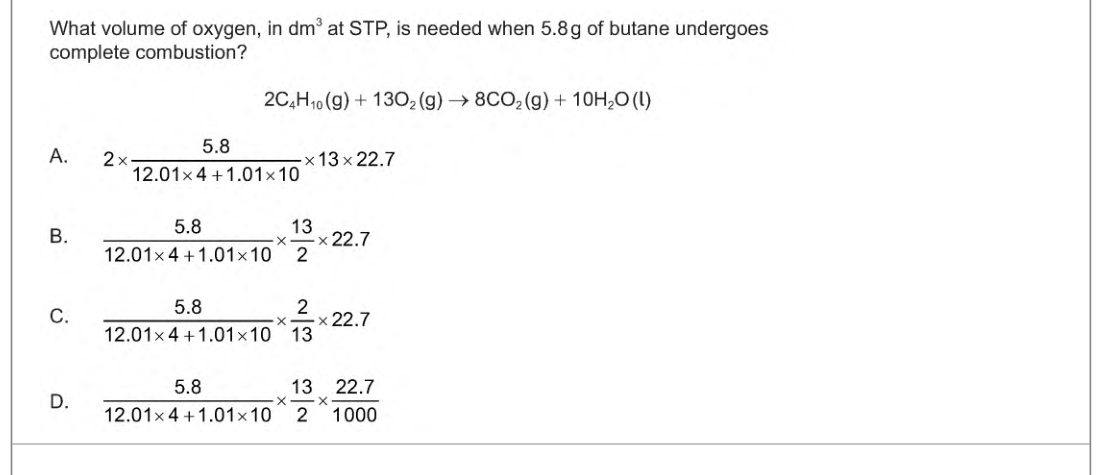 What volume of oxygen, in dm³ at STP, is needed when 5.8g of butane undergoes
complete combustion?
2C₄H₁₀(g) + 13O₂(g) → 8CO₂(g) + 10H₂O(l)
A. 2 × 5.8 / (12.01×4+1.01×10) × 13 × 22.7
B. 5.8 / (12.01×4+1.01×10) × 13/2 × 22.7
C. 5.8 / (12.01×4+1.01×10) × 2/13 × 22.7
D. 5.8 / (12.01×4+1.01×10) × 13/2 × 22.7/1000